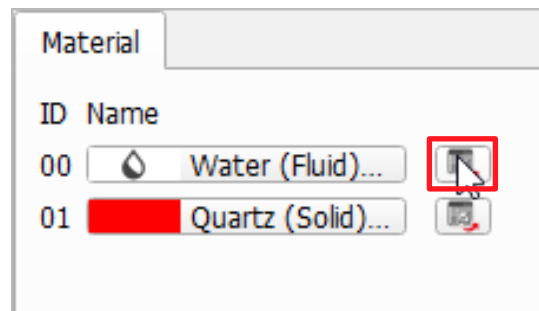 Material
ID Name
00 Water (Fluid)...
01 Quartz (Solid)...